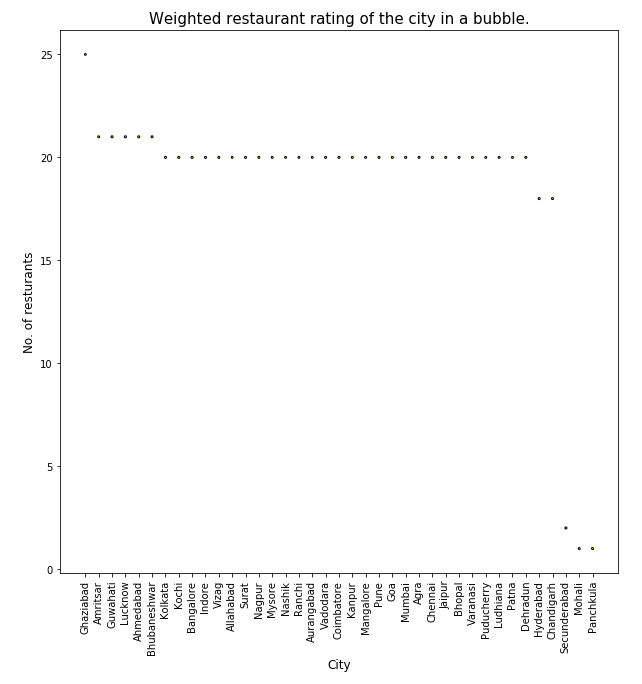 Weighted restaurant rating of the city in a bubble.
25
20
15
10
5
0
No. of resturants
Ghaziabad
Amritsar
Guwahati
Lucknow
Ahmedabad
Bhubaneshwar
Kolkata
Kochi
Bangalore
Indore
Vizag
Allahabad
Surat
Nagpur
Mysore
Nashik
Ranchi
Aurangabad
Vadodara
Coimbatore
Kanpur
Mangalore
Pune
Goa
Mumbai
Agra
Chennai
Jaipur
Bhopal
Varanasi
Puducherry
Ludhiana
Patna
Dehradun
Hyderabad
Chandigarh
Secunderabad
Mohali
Panchkula
City